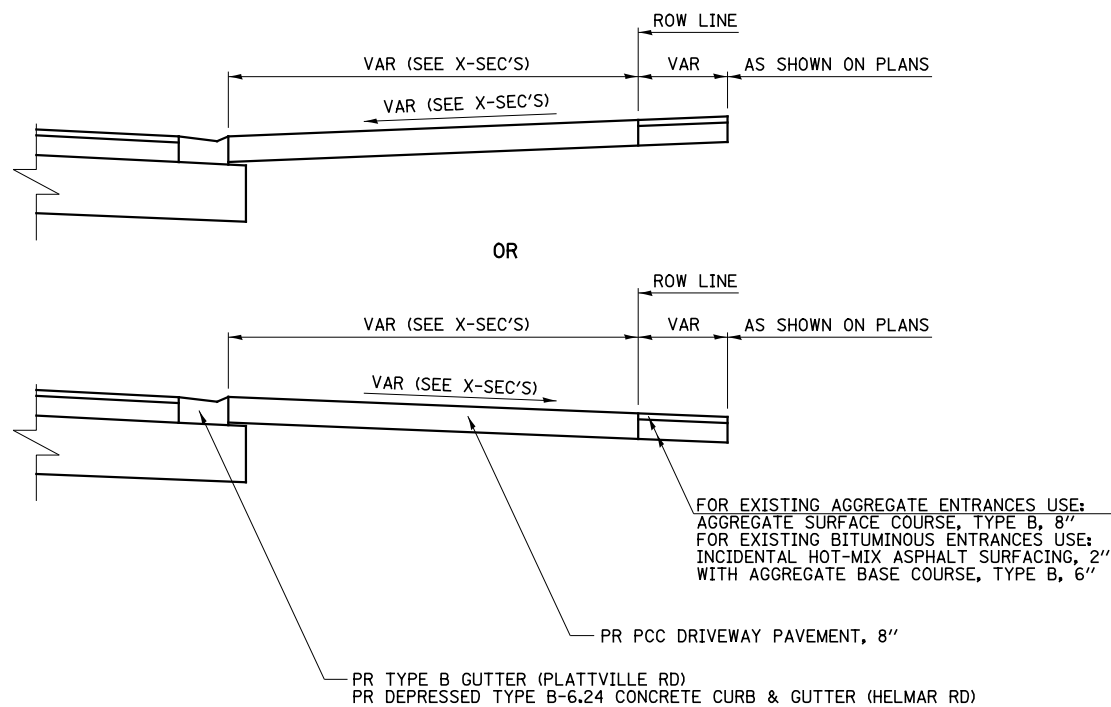 ROW LINE
VAR (SEE X-SEC'S)
VAR
AS SHOWN ON PLANS
VAR (SEE X-SEC'S)
OR
ROW LINE
VAR (SEE X-SEC'S)
VAR
AS SHOWN ON PLANS
VAR (SEE X-SEC'S)
FOR EXISTING AGGREGATE ENTRANCES USE:
AGGREGATE SURFACE COURSE, TYPE B, 8"
FOR EXISTING BITUMINOUS ENTRANCES USE:
INCIDENTAL HOT-MIX ASPHALT SURFACING, 2"
WITH AGGREGATE BASE COURSE, TYPE B, 6"
PR PCC DRIVEWAY PAVEMENT, 8"
PR TYPE B GUTTER (PLATTVILLE RD)
PR DEPRESSED TYPE B-6.24 CONCRETE CURB & GUTTER (HELMAR RD)